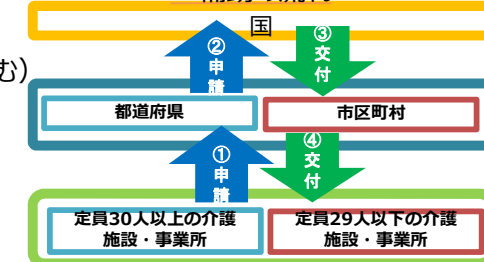 国
む)
②
申
請
③
交
付
都道府県
市区町村
①
申
請
④
交
付
定員30人以上の介護
施設・事業所
定員29人以下の介護
施設・事業所